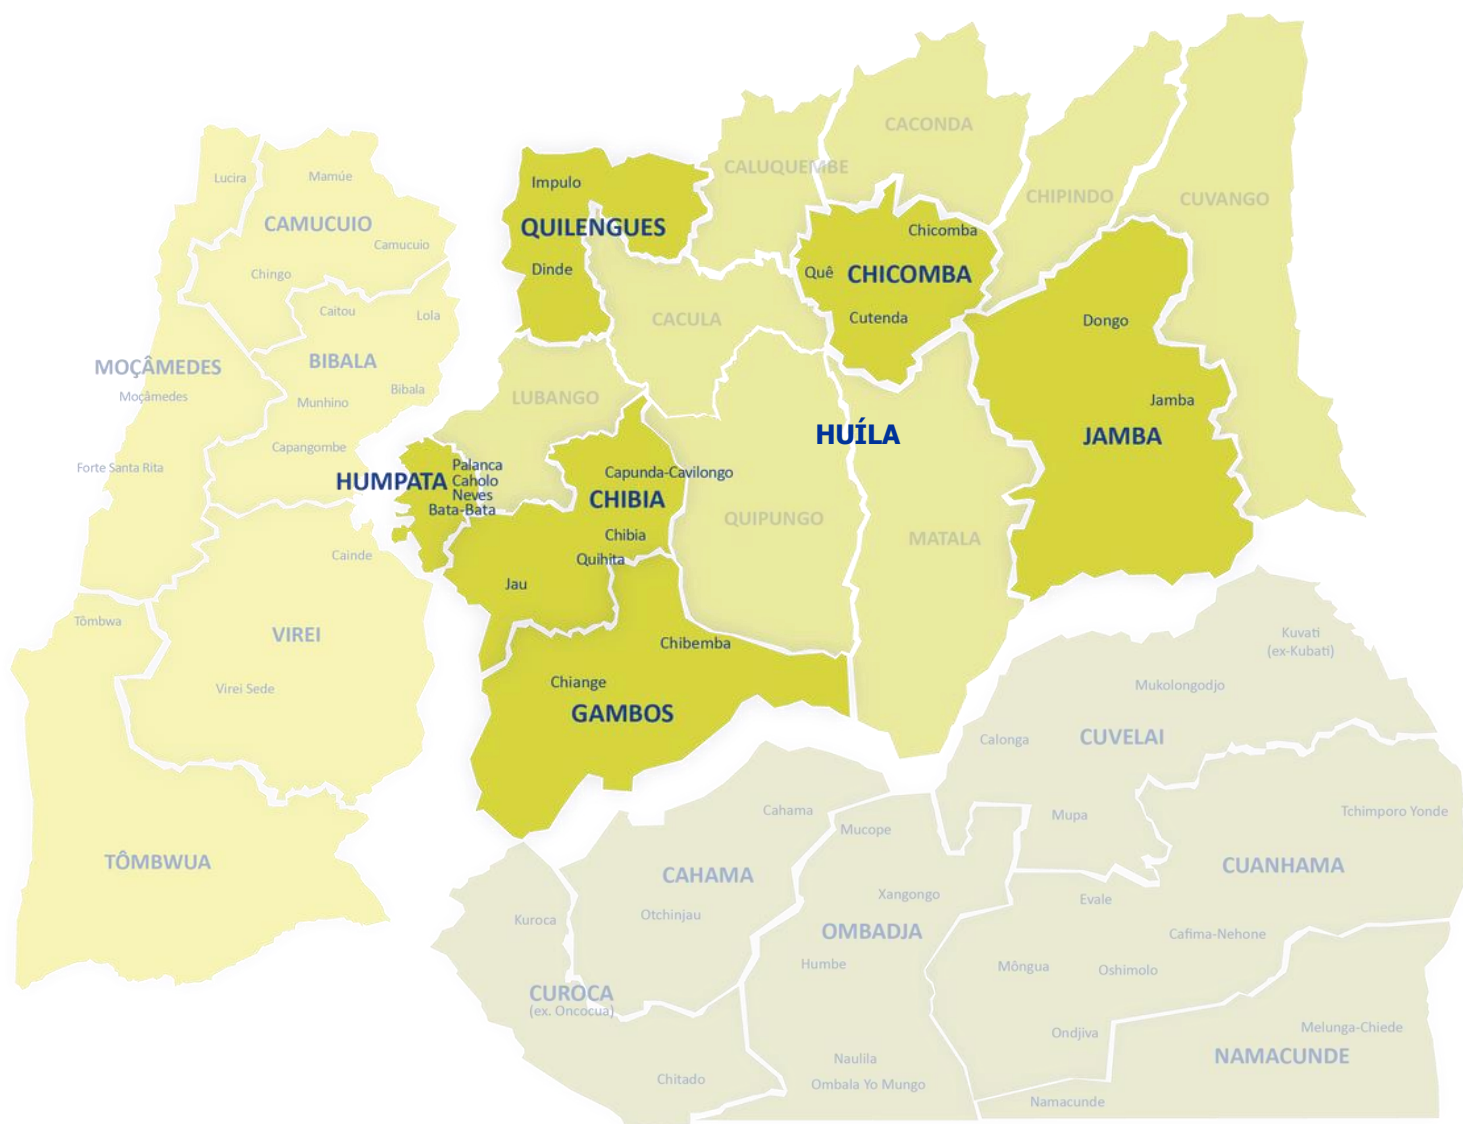 CACONDA
CALUQUEMBE
CHIPINDO
CUVANGO
Lucira
Mamúe
CAMUCUIO
Camucuio
Chingo
Impulo
QUILENGUES
Dinde
Chicomba
Quê
CHICOMBA
Cutenda
CACULA
Dongo
Jamba
JAMBA
Caitou
Lola
MOÇÂMEDES
Moçâmedes
BIBALA
Bibala
Munhino
Capangombe
Forte Santa Rita
LUBANGO
HUÍLA
HUMPATA
Palanca
Caholo
Neves
Bata-Bata
Capunda-Cavilongo
CHIBIA
Chibia
Quihita
Jau
QUIPUNGO
MATALA
Cainde
VIREI
Virei Sede
Tômbwa
TÔMBWUA
Chibemba
Chiange
GAMBOS
Kuvati
(ex-Kubati)
Mukolongodjo
CUVELAI
Calonga
Mupa
Cahama
CAHAMA
Otchinjau
Mucope
Xangongo
OMBADJA
Humbe
Naulila
Ombala Yo Mungo
Tchimporo Yonde
CUANHAMA
Evale
Cafima-Nehone
Môngua
Oshimolo
Ondjiva
Kuroca
CUROCA
(ex. Oncocua)
Chitado
Melunga-Chiede
NAMACUNDE
Namacunde